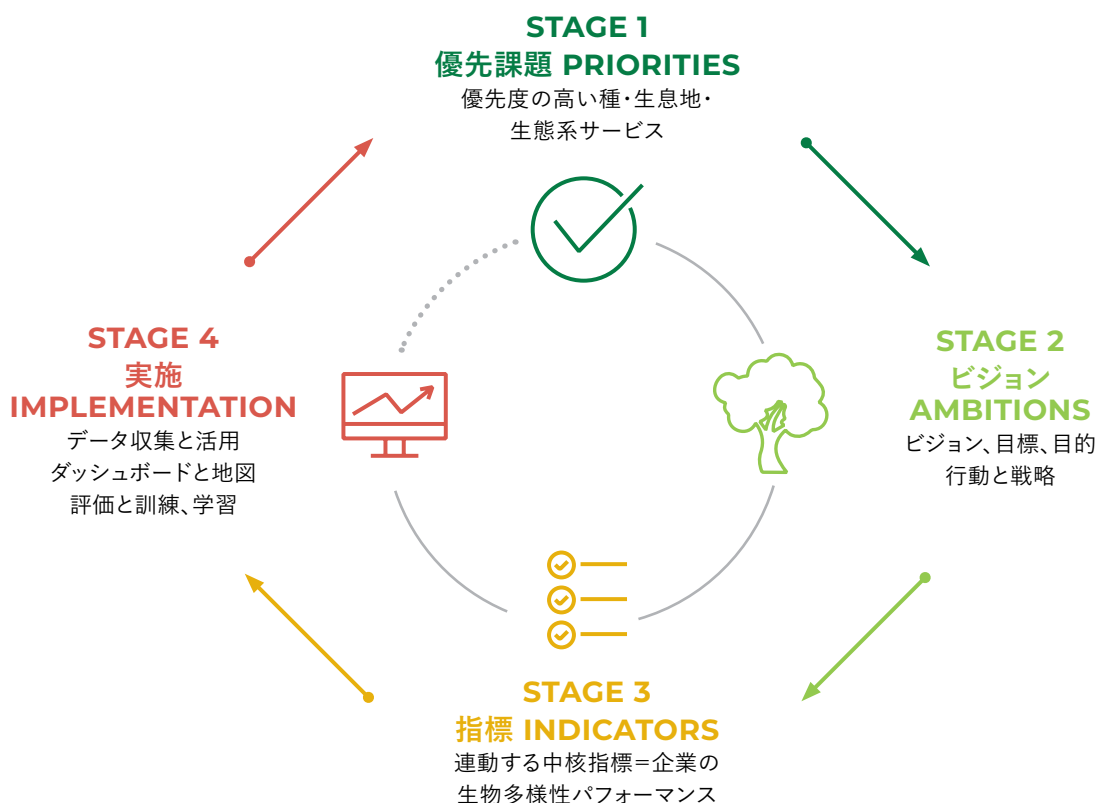 STAGE 1
優先課題 PRIORITIES
優先度の高い種・生息地・
生態系サービス
STAGE 2
ビジョン
AMBITIONS
ビジョン、目標、目的
行動と戦略
STAGE 3
指標 INDICATORS
連動する中核指標=企業の
生物多様性パフォーマンス
STAGE 4
実施
IMPLEMENTATION
データ収集と活用
ダッシュボードと地図
評価と訓練、学習